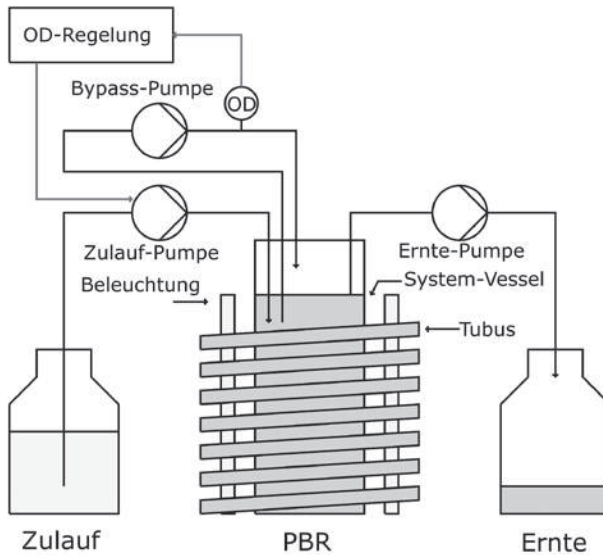 OD-Regelung
Bypass-Pumpe
OD
Zulauf-Pumpe
Ernte-Pumpe
Beleuchtung
System-Vessel
Tubus
Zulauf
PBR
Ernte